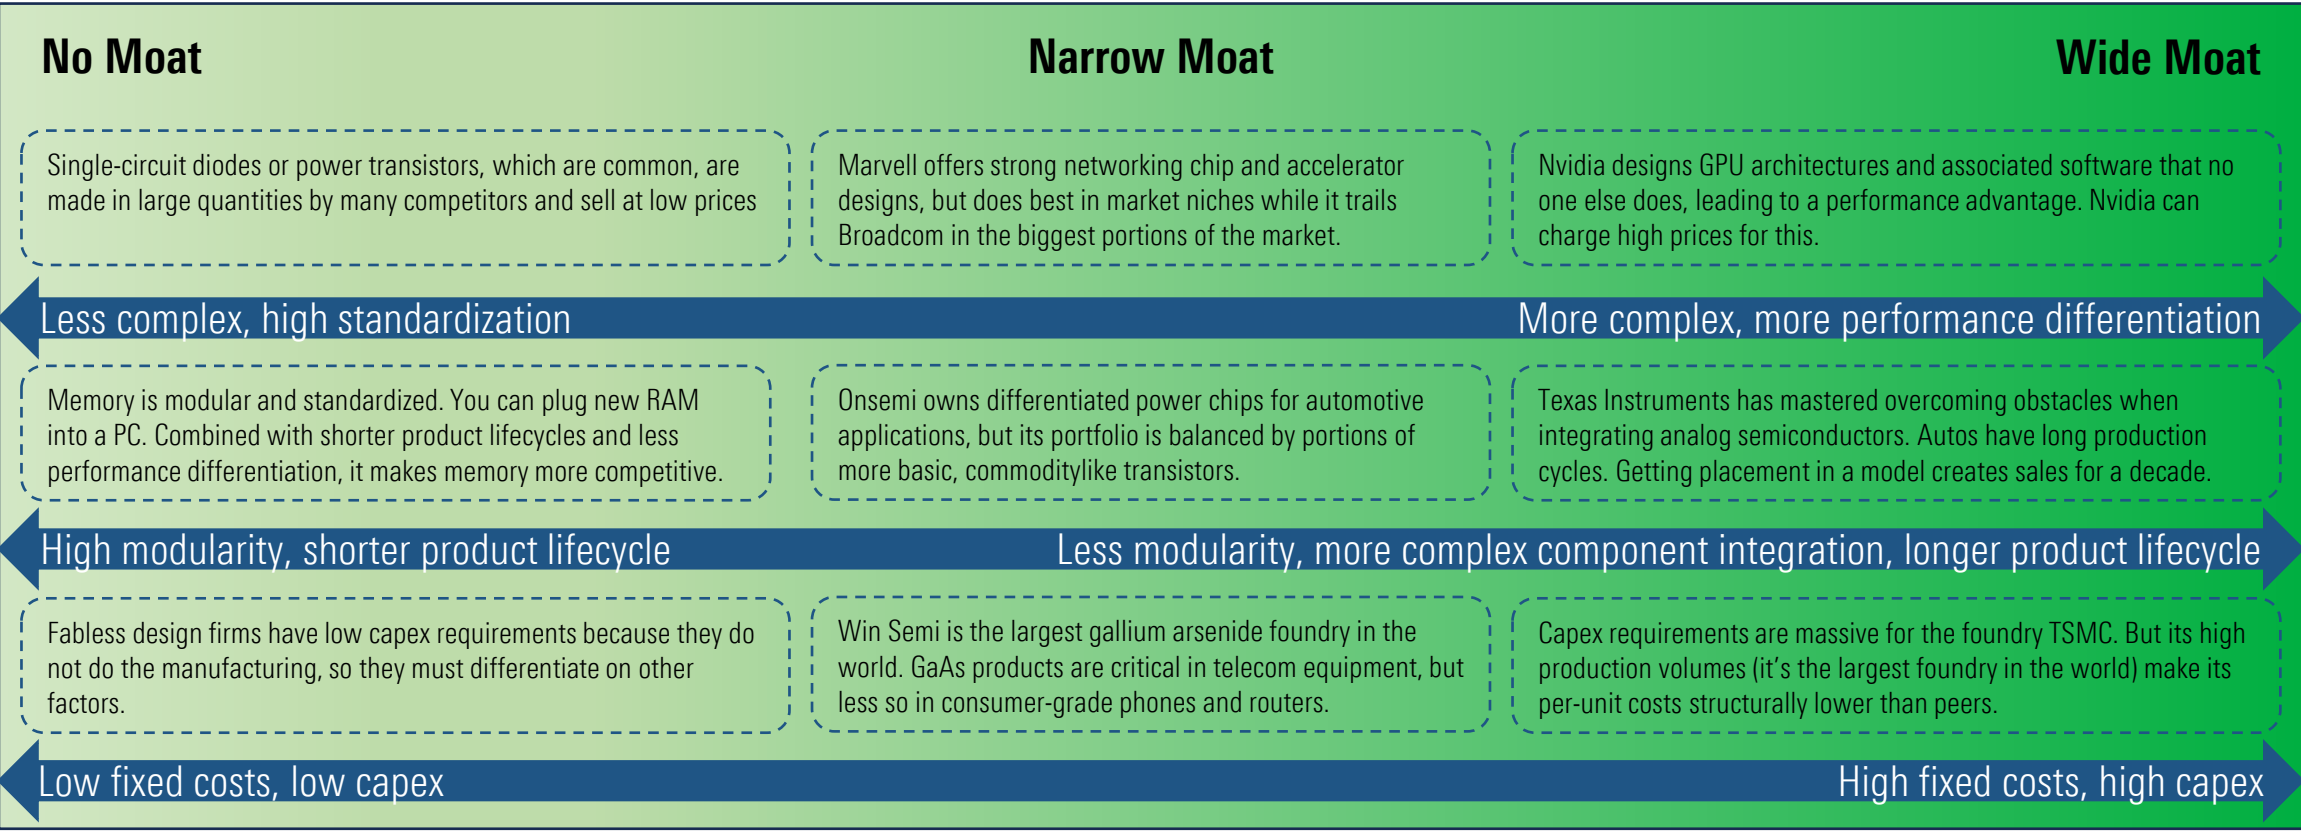 No Moat
Narrow Moat
Wide Moat
Single-circuit diodes or power transistors, which are common, are
made in large quantities by many competitors and sell at low prices
Marvell offers strong networking chip and accelerator
designs, but does best in market niches while it trails
Broadcom in the biggest portions of the market.
Nvidia designs GPU architectures and associated software that no
one else does, leading to a performance advantage. Nvidia can
charge high prices for this.
Less complex, high standardization
More complex, more performance differentiation
Memory is modular and standardized. You can plug new RAM
into a PC. Combined with shorter product lifecycles and less
performance differentiation, it makes memory more competitive.
Onsemi owns differentiated power chips for automotive
applications, but its portfolio is balanced by portions of
more basic, commoditylike transistors.
Texas Instruments has mastered overcoming obstacles when
integrating analog semiconductors. Autos have long production
cycles. Getting placement in a model creates sales for a decade.
High modularity, shorter product lifecycle
Less modularity, more complex component integration, longer product lifecycle
Fabless design firms have low capex requirements because they do
not do the manufacturing, so they must differentiate on other
factors.
Win Semi is the largest gallium arsenide foundry in the
world. GaAs products are critical in telecom equipment, but
less so in consumer-grade phones and routers.
Capex requirements are massive for the foundry TSMC. But its high
production volumes (it's the largest foundry in the world) make its
per-unit costs structurally lower than peers.
Low fixed costs, low capex
High fixed costs, high capex